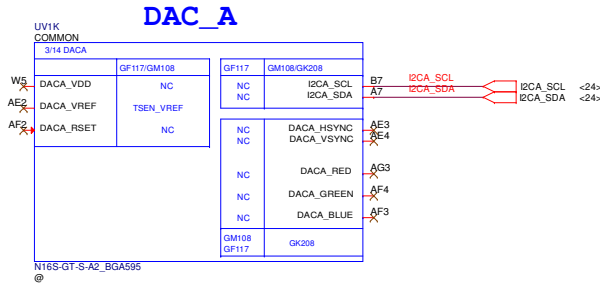 DAC_A
UV1K
COMMON
3/14 DACA
GF117/GM108
GF117 GM108/GK208
W5 DACA_VDD NC NC I2CA_SCL B7 I2CA_SCL I2CA_SCL <24>
NC I2CA_SDA A7 I2CA_SDA I2CA_SDA <24>
AE2 DACA_VREF TSEN_VREF
AF2 DACA_RSET NC NC DACA_HSYNC AE3
NC DACA_VSYNC AE4
NC DACA_RED AG3
NC DACA_GREEN AF4
NC DACA_BLUE AF3
GM108
GF117 GK208
N16S-GT-S-A2_BGA595
@